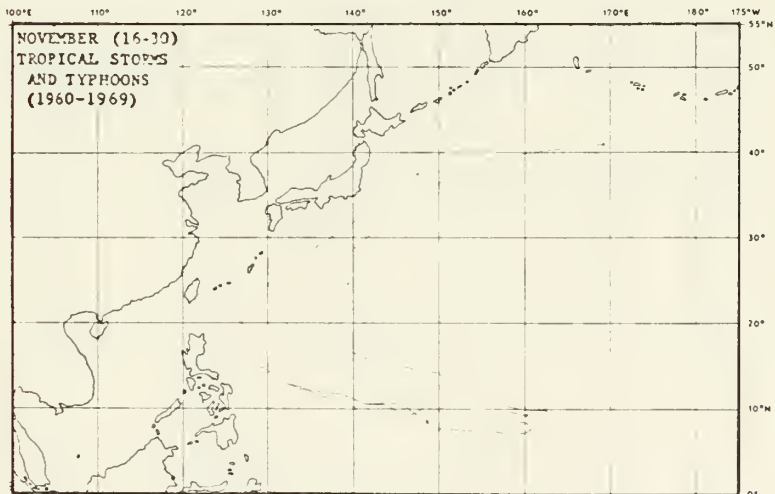 100°E 110° 120° 130° 140° 150° 160° 170°E 180° 175°W
NOVEMBER (16-30)
TROPICAL STORMS
AND TYPHOONS
(1960-1969)
55°N
50°
40°
30°
20°
10°N
0°